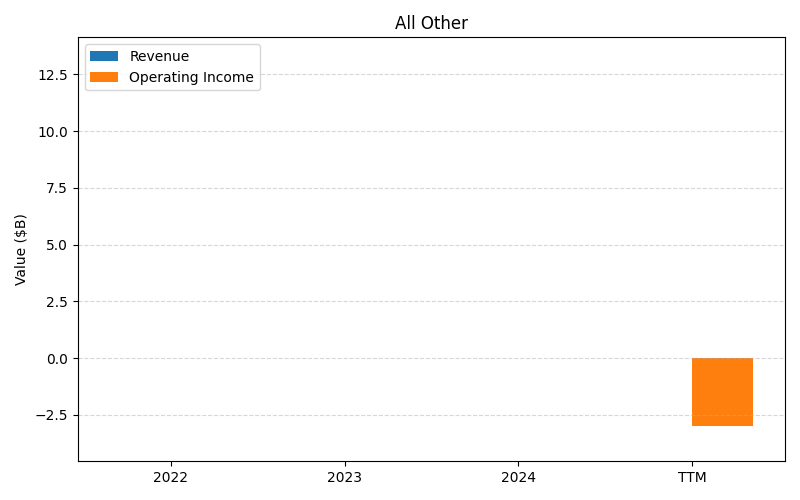 All Other
Revenue
Operating Income
Value ($B)
12.5
10.0
7.5
5.0
2.5
0.0
−2.5
2022 2023 2024 TTM